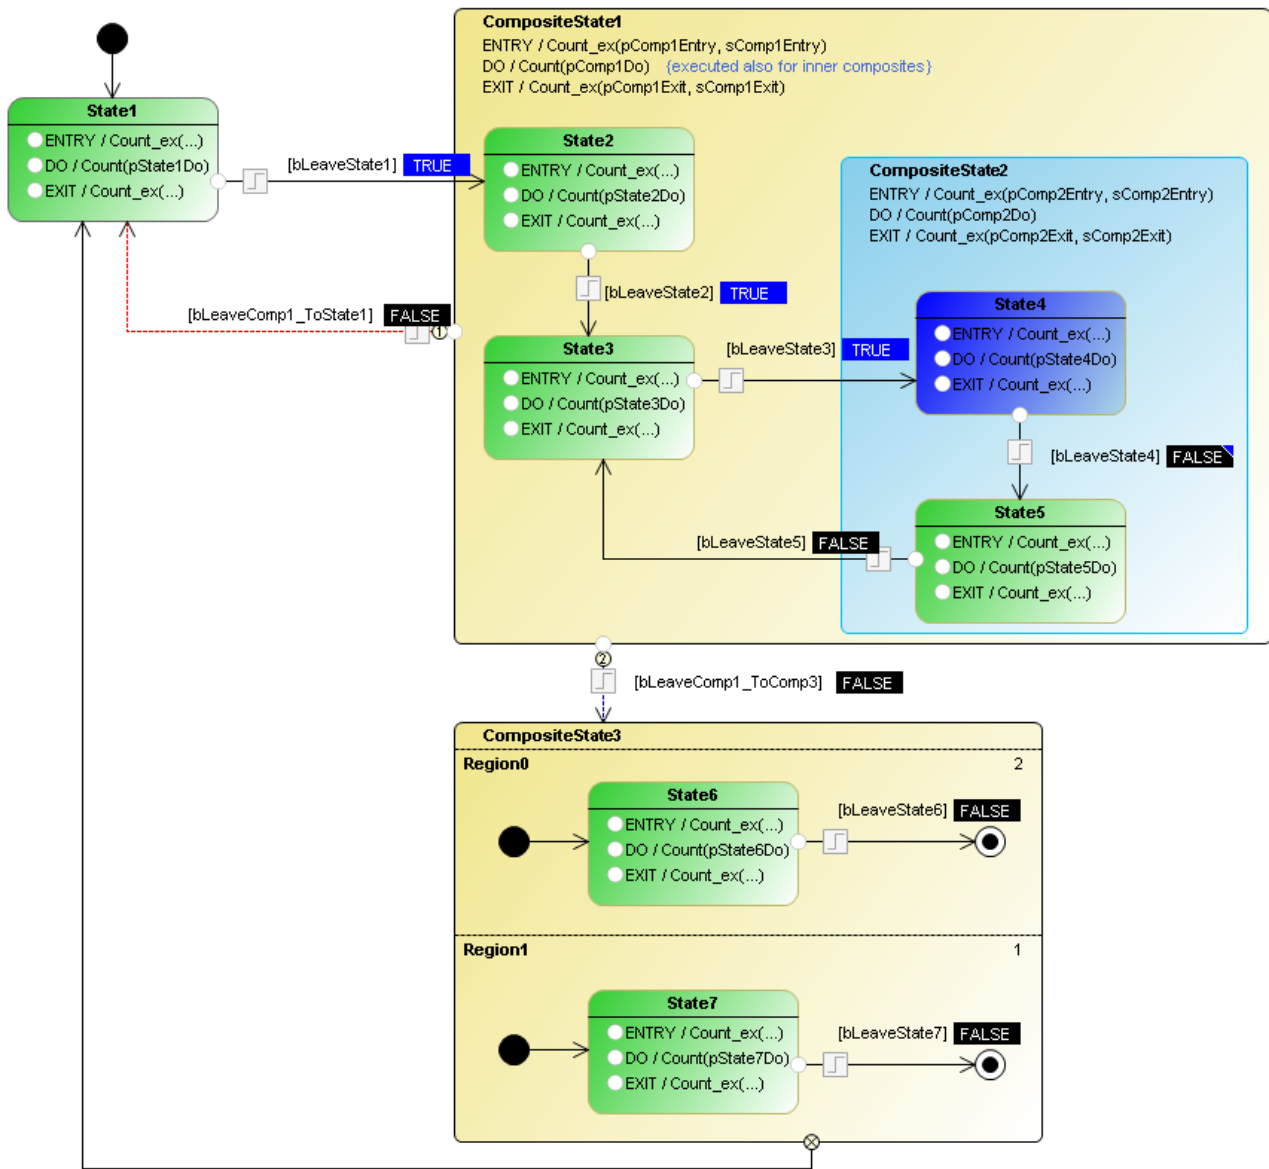 CompositeState1
ENTRY / Count_ex(pComp1Entry, sComp1Entry)
DO / Count(pComp1Do) {executed also for inner composites}
EXIT / Count_ex(pComp1Exit, sComp1Exit)
State1
ENTRY / Count_ex(...)
DO / Count(pState1Do)
EXIT / Count_ex(...)
[bLeaveState1] TRUE
State2
ENTRY / Count_ex(...)
DO / Count(pState2Do)
EXIT / Count_ex(...)
CompositeState2
ENTRY / Count_ex(pComp2Entry, sComp2Entry)
DO / Count(pComp2Do)
EXIT / Count_ex(pComp2Exit, sComp2Exit)
[bLeaveState2] TRUE
[bLeaveComp1_ToState1] FALSE
1
State3
ENTRY / Count_ex(...)
DO / Count(pState3Do)
EXIT / Count_ex(...)
[bLeaveState3] TRUE
State4
ENTRY / Count_ex(...)
DO / Count(pState4Do)
EXIT / Count_ex(...)
[bLeaveState4] FALSE
State5
ENTRY / Count_ex(...)
DO / Count(pState5Do)
EXIT / Count_ex(...)
[bLeaveState5] FALSE
2
[bLeaveComp1_ToComp3] FALSE
CompositeState3
Region0 2
State6
ENTRY / Count_ex(...)
DO / Count(pState6Do)
EXIT / Count_ex(...)
[bLeaveState6] FALSE
Region1 1
State7
ENTRY / Count_ex(...)
DO / Count(pState7Do)
EXIT / Count_ex(...)
[bLeaveState7] FALSE